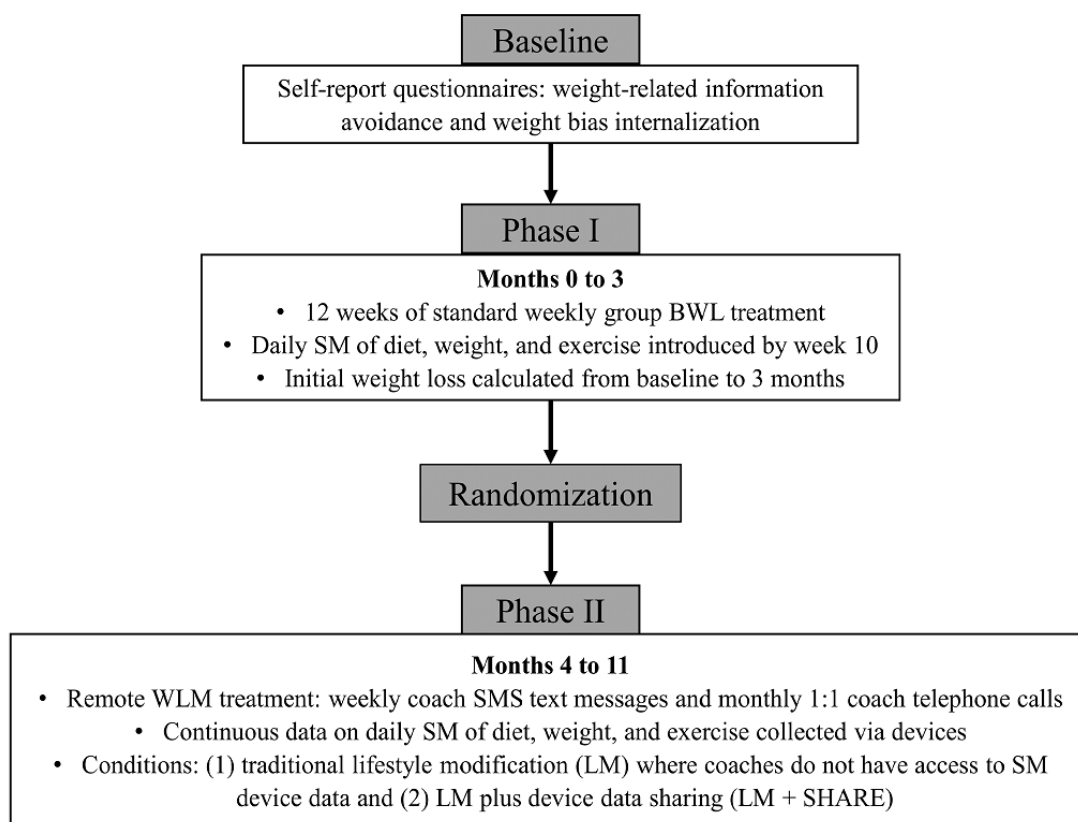 Baseline
Self-report questionnaires: weight-related information
avoidance and weight bias internalization
Phase I
Months 0 to 3
• 12 weeks of standard weekly group BWL treatment
• Daily SM of diet, weight, and exercise introduced by week 10
• Initial weight loss calculated from baseline to 3 months
Randomization
Phase II
Months 4 to 11
• Remote WLM treatment: weekly coach SMS text messages and monthly 1:1 coach telephone calls
• Continuous data on daily SM of diet, weight, and exercise collected via devices
• Conditions: (1) traditional lifestyle modification (LM) where coaches do not have access to SM
device data and (2) LM plus device data sharing (LM + SHARE)